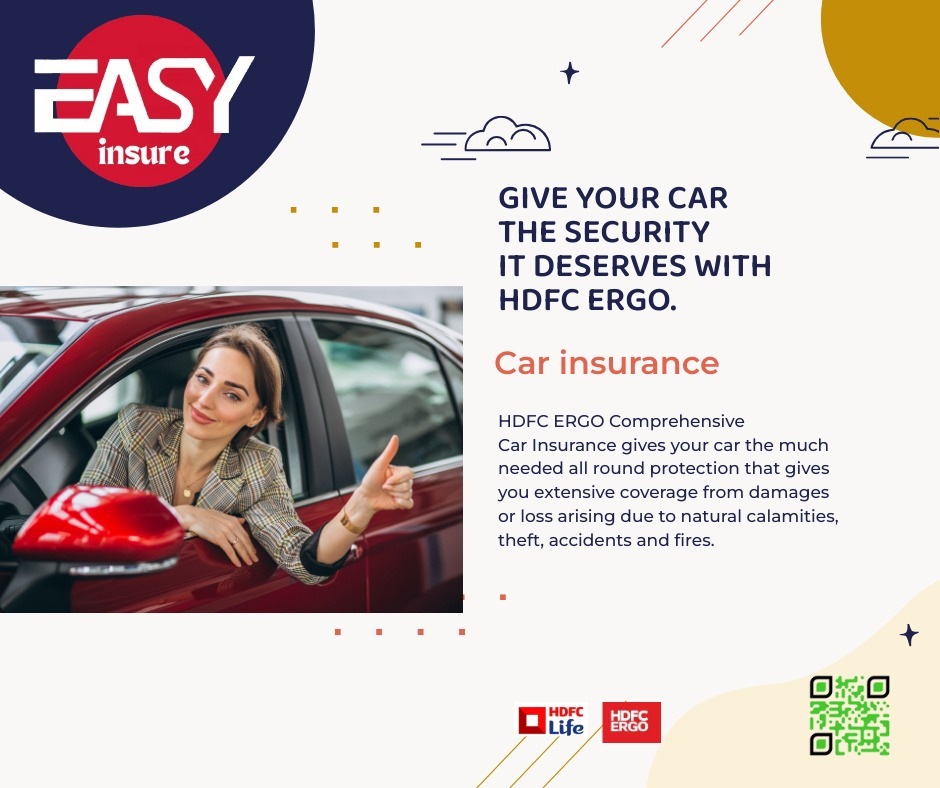 EASY
insure
GIVE YOUR CAR
THE SECURITY
IT DESERVES WITH
HDFC ERGO.
Car insurance
HDFC ERGO Comprehensive
Car Insurance gives your car the much
needed all round protection that gives
you extensive coverage from damages
or loss arising due to natural calamities,
theft, accidents and fires.
HDFC
Life
HDFC
ERGO